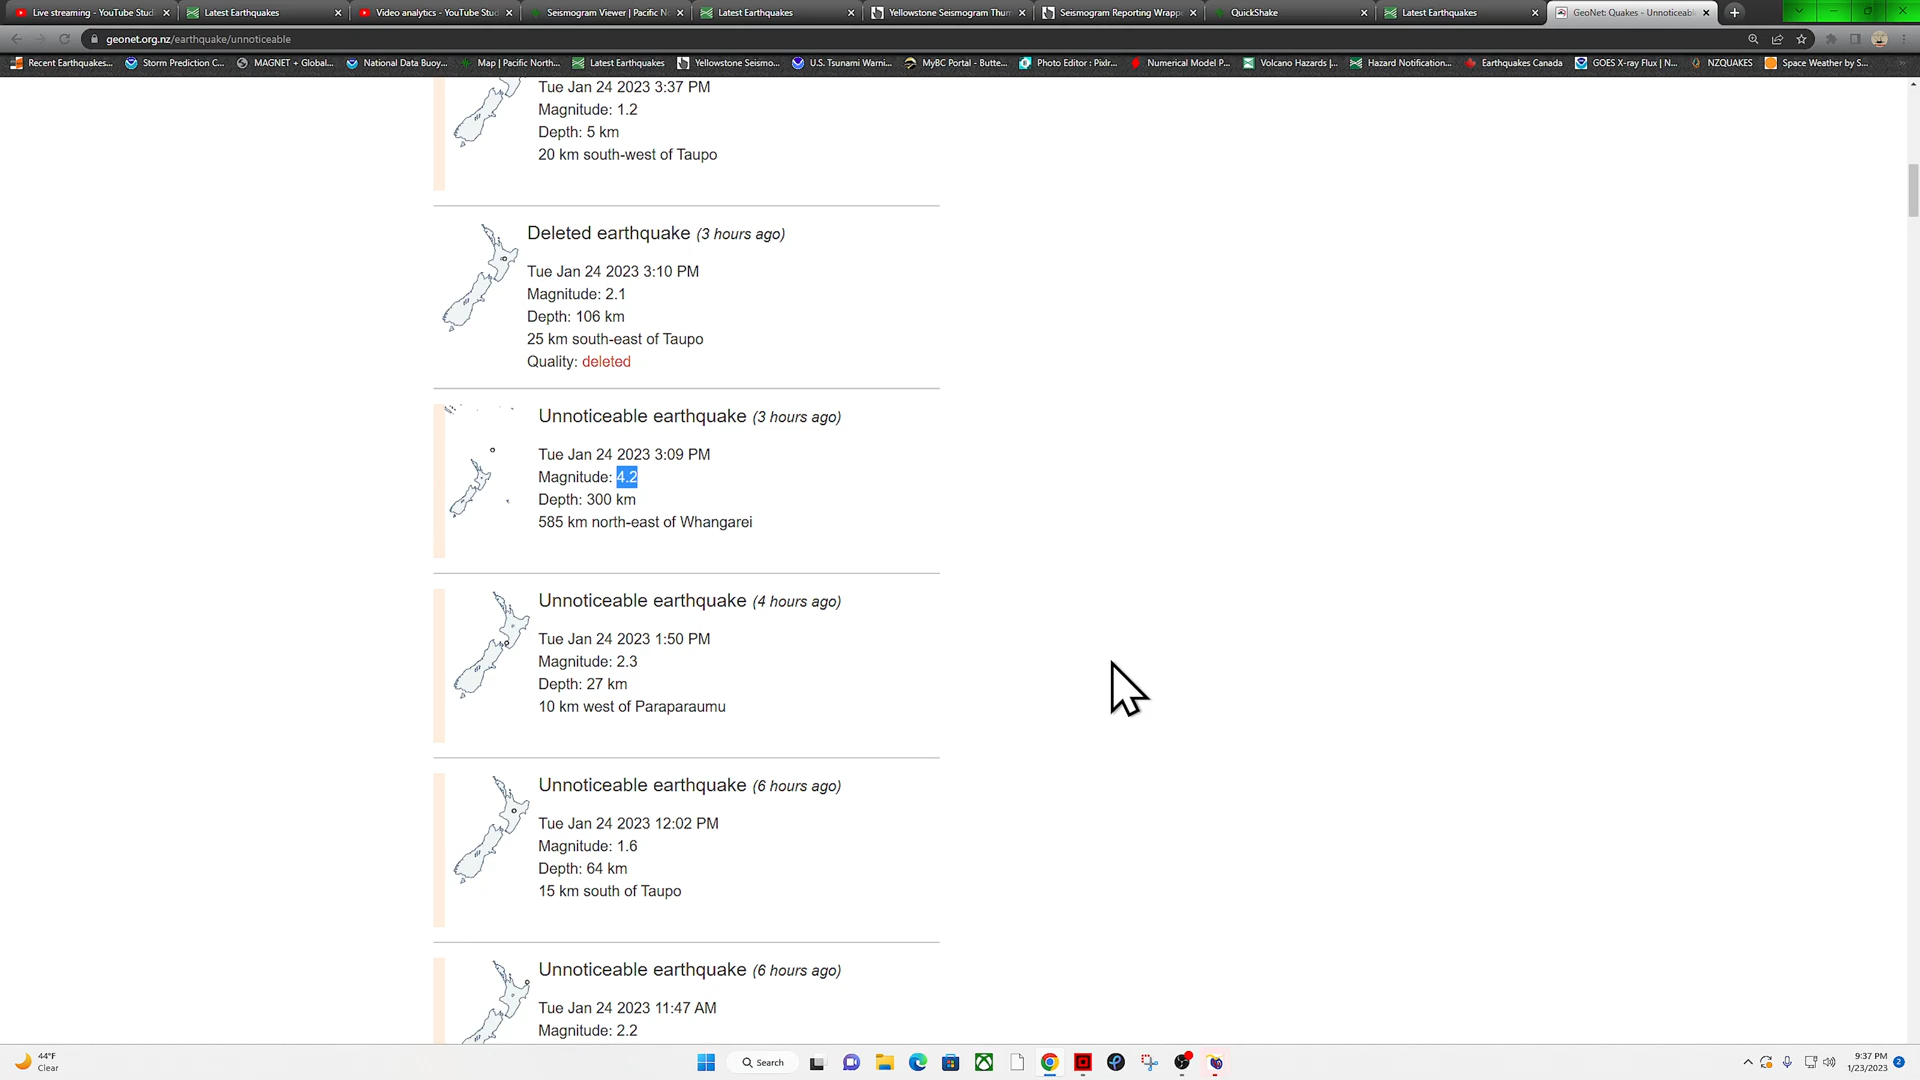 Live streaming - YouTube Stud
Latest Earthquakes
Video analytics - YouTube Stud
Seismogram Viewer | Pacific No
Latest Earthquakes
Yellowstone Seismogram Thum
Seismogram Reporting Wrappe
QuickShake
Latest Earthquakes
GeoNet: Quakes - Unnoticeabl
geonet.org.nz/earthquake/unnoticeable
Recent Earthquakes...
Storm Prediction C...
MAGNET + Global...
National Data Buoy...
Map | Pacific North...
Latest Earthquakes
Yellowstone Seismo...
U.S. Tsunami Warni...
MyBC Portal - Butte...
Photo Editor : Pixlr...
Numerical Model P...
Volcano Hazards |...
Hazard Notification...
Earthquakes Canada
GOES X-ray Flux | N...
NZQUAKES
Space Weather by S...
Tue Jan 24 2023 3:37 PM
Magnitude: 1.2
Depth: 5 km
20 km south-west of Taupo
Deleted earthquake (3 hours ago)
Tue Jan 24 2023 3:10 PM
Magnitude: 2.1
Depth: 106 km
25 km south-east of Taupo
Quality: deleted
Unnoticeable earthquake (3 hours ago)
Tue Jan 24 2023 3:09 PM
Magnitude: 4.2
Depth: 300 km
585 km north-east of Whangarei
Unnoticeable earthquake (4 hours ago)
Tue Jan 24 2023 1:50 PM
Magnitude: 2.3
Depth: 27 km
10 km west of Paraparaumu
Unnoticeable earthquake (6 hours ago)
Tue Jan 24 2023 12:02 PM
Magnitude: 1.6
Depth: 64 km
15 km south of Taupo
Unnoticeable earthquake (6 hours ago)
Tue Jan 24 2023 11:47 AM
Magnitude: 2.2
44°F
Clear
Search
9:37 PM
1/23/2023
2